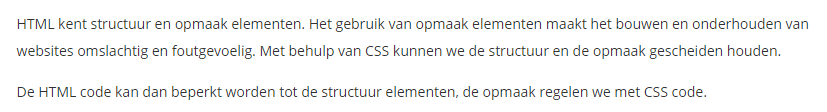 HTML kent structuur en opmaak elementen. Het gebruik van opmaak elementen maakt het bouwen en onderhouden van
websites omslachtig en foutgevoelig. Met behulp van CSS kunnen we de structuur en de opmaak gescheiden houden.
De HTML code kan dan beperkt worden tot de structuur elementen, de opmaak regelen we met CSS code.